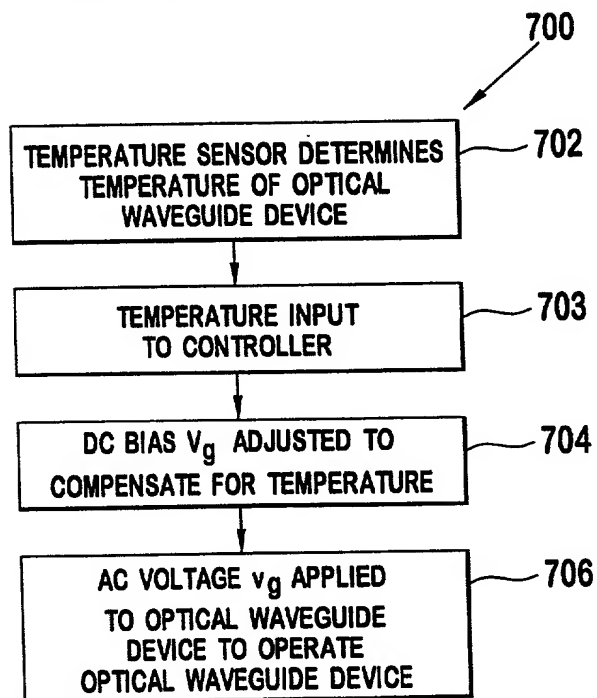 700
TEMPERATURE SENSOR DETERMINES
TEMPERATURE OF OPTICAL
WAVEGUIDE DEVICE
702
TEMPERATURE INPUT
TO CONTROLLER
703
DC BIAS Vg ADJUSTED TO
COMPENSATE FOR TEMPERATURE
704
AC VOLTAGE vg APPLIED
TO OPTICAL WAVEGUIDE
DEVICE TO OPERATE
OPTICAL WAVEGUIDE DEVICE
706